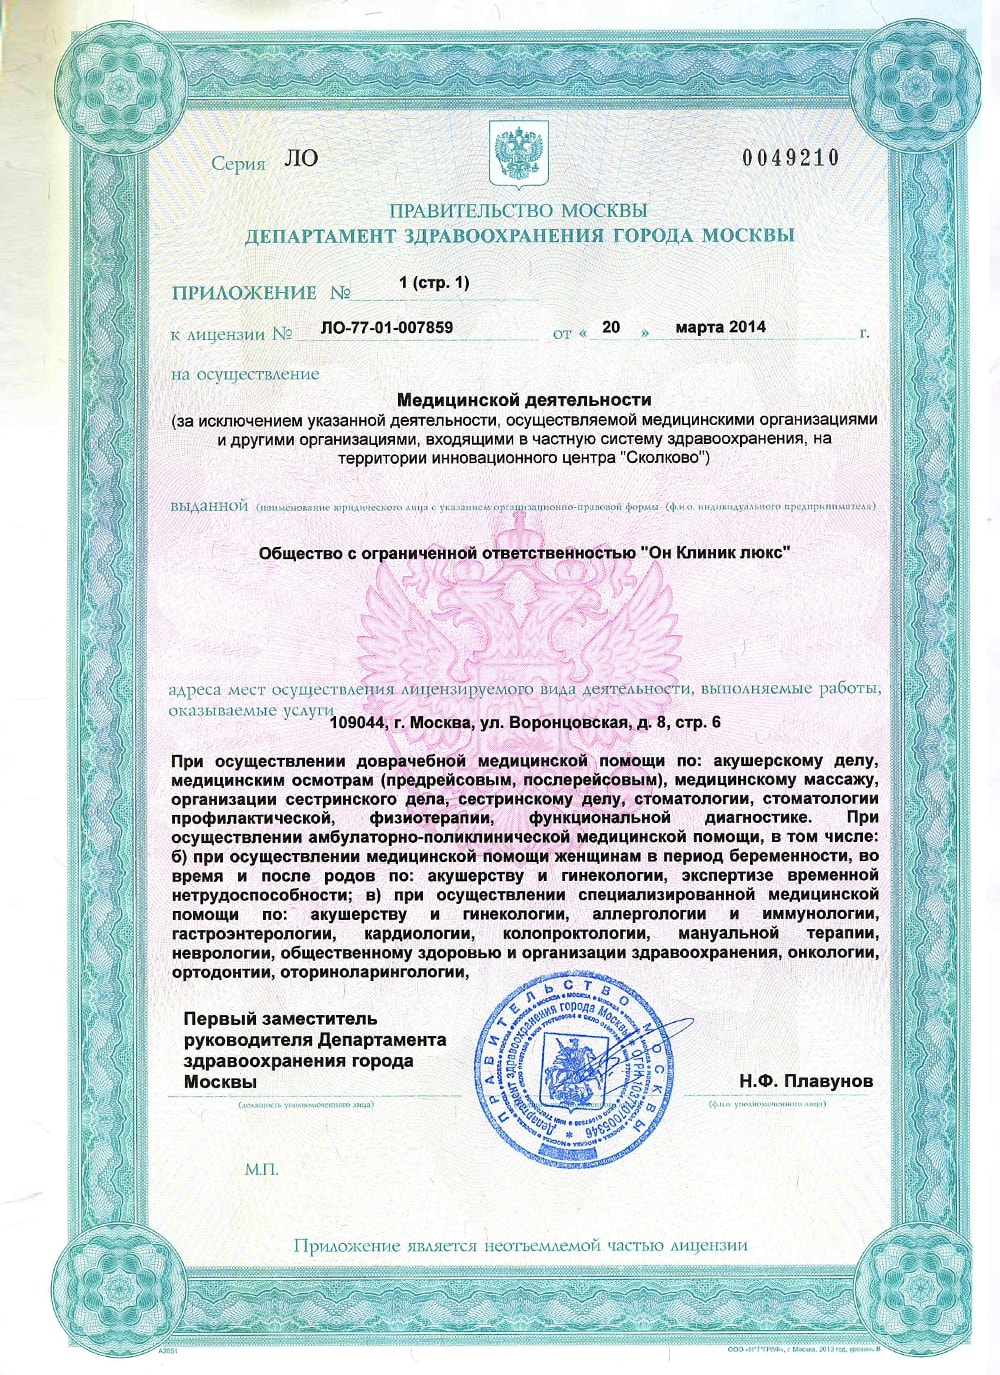 Серия ЛО
0049210
ПРАВИТЕЛЬСТВО МОСКВЫ
ДЕПАРТАМЕНТ ЗДРАВООХРАНЕНИЯ ГОРОДА МОСКВЫ
ПРИЛОЖЕНИЕ № 1 (стр. 1)
к лицензии № ЛО-77-01-007859 от « 20 » марта 2014 г.
на осуществление
Медицинской деятельности
(за исключением указанной деятельности, осуществляемой медицинскими организациями
и другими организациями, входящими в частную систему здравоохранения, на
территории инновационного центра "Сколково")
выданной (наименование юридического лица с указанием организационно-правовой формы (ф.и.о. индивидуального предпринимателя)
Общество с ограниченной ответственностью "Он Клиник люкс"
адреса мест осуществления лицензируемого вида деятельности, выполняемые работы,
оказываемые услуги
109044, г. Москва, ул. Воронцовская, д. 8, стр. 6
При осуществлении доврачебной медицинской помощи по: акушерскому делу,
медицинским осмотрам (предрейсовым, послерейсовым), медицинскому массажу,
организации сестринского дела, сестринскому делу, стоматологии, стоматологии
профилактической, физиотерапии, функциональной диагностике. При
осуществлении амбулаторно-поликлинической медицинской помощи, в том числе:
б) при осуществлении медицинской помощи женщинам в период беременности, во
время и после родов по: акушерству и гинекологии, экспертизе временной
нетрудоспособности; в) при осуществлении специализированной медицинской
помощи по: акушерству и гинекологии, аллергологии и иммунологии,
гастроэнтерологии, кардиологии, колопроктологии, мануальной терапии,
неврологии, общественному здоровью и организации здравоохранения, онкологии,
ортодонтии, оториноларингологии,
Первый заместитель
руководителя Департамента
здравоохранения города
Москвы
Н.Ф. Плавунов
(должность уполномоченного лица)
(ф.и.о. уполномоченного лица)
ПРАВИТЕЛЬСТВО МОСКВЫ
Департамент здравоохранения города Москвы * ОГРН 1037707005346 *
М.П.
Приложение является неотъемлемой частью лицензии
А2651
ООО «Н*Т*ГРАФ», г. Москва, 2013 год, уровень В